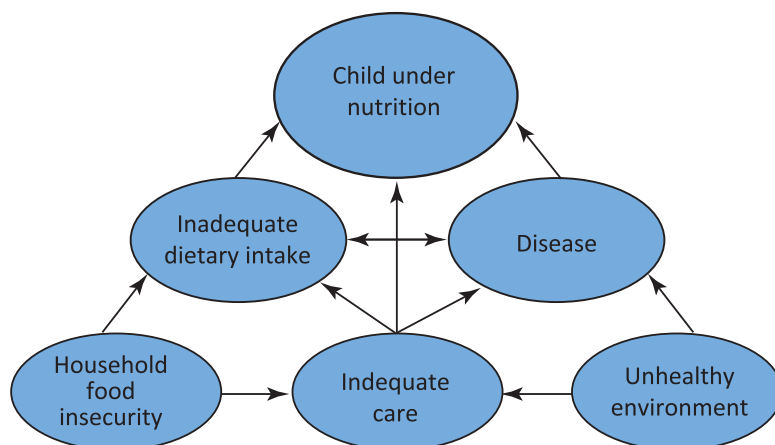 Child under
nutrition
Inadequate
dietary intake
Disease
Household
food
insecurity
Indequate
care
Unhealthy
environment